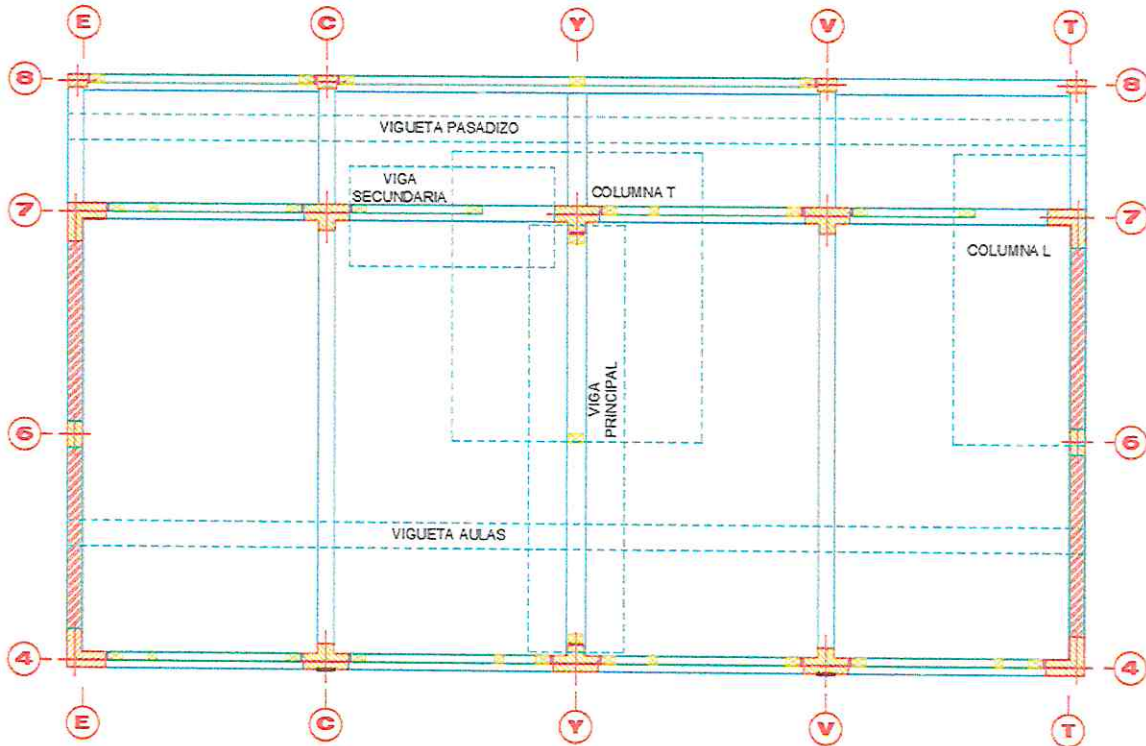 E
C
Y
V
T
8
8
VIGUETA PASADIZO
VIGA
SECUNDARIA
COLUMNA T
7
7
COLUMNA L
VIGA
PRINCIPAL
6
6
VIGUETA AULAS
4
4
E
C
Y
V
T